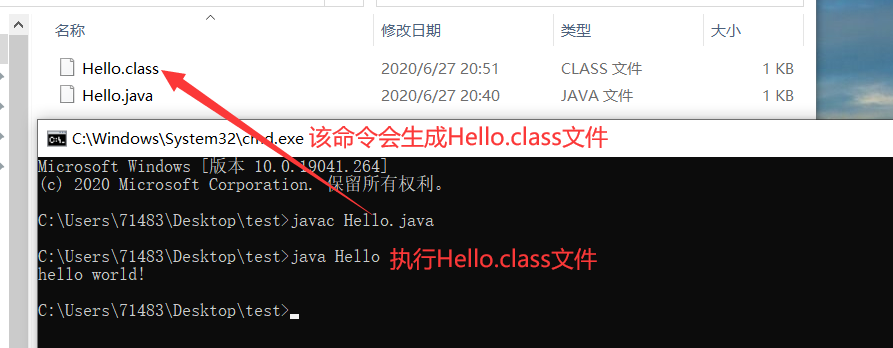 名称 修改日期 类型 大小
Hello.class 2020/6/27 20:51 CLASS 文件 1 KB
Hello.java 2020/6/27 20:40 JAVA 文件 1 KB
C:\Windows\System32\cmd.exe 该命令会生成Hello.class文件
Microsoft Windows [版本 10.0.19041.264]
(c) 2020 Microsoft Corporation. 保留所有权利。
C:\Users\71483\Desktop\test>javac Hello.java
C:\Users\71483\Desktop\test>java Hello 执行Hello.class文件
hello world!
C:\Users\71483\Desktop\test>